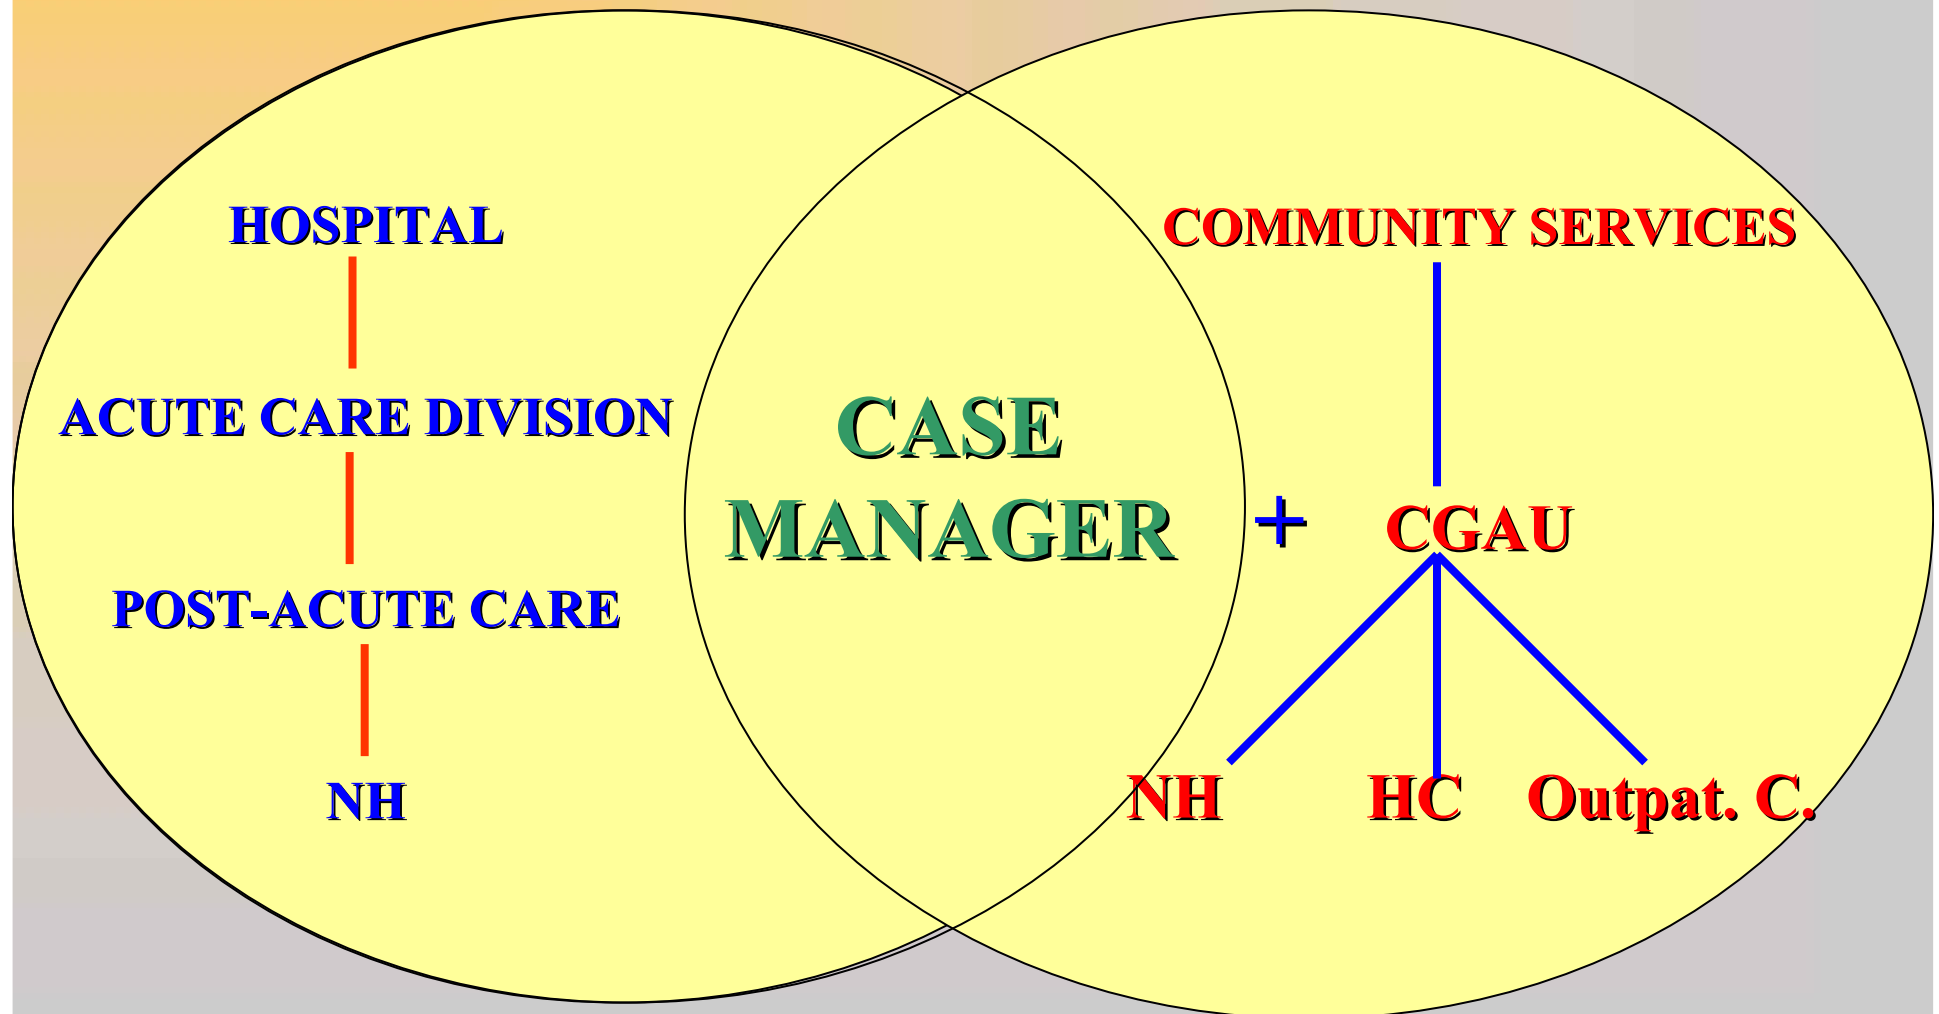 HOSPITAL
ACUTE CARE DIVISION
POST-ACUTE CARE
NH
CASE
MANAGER
+
COMMUNITY SERVICES
CGAU
NH HC Outpat. C.